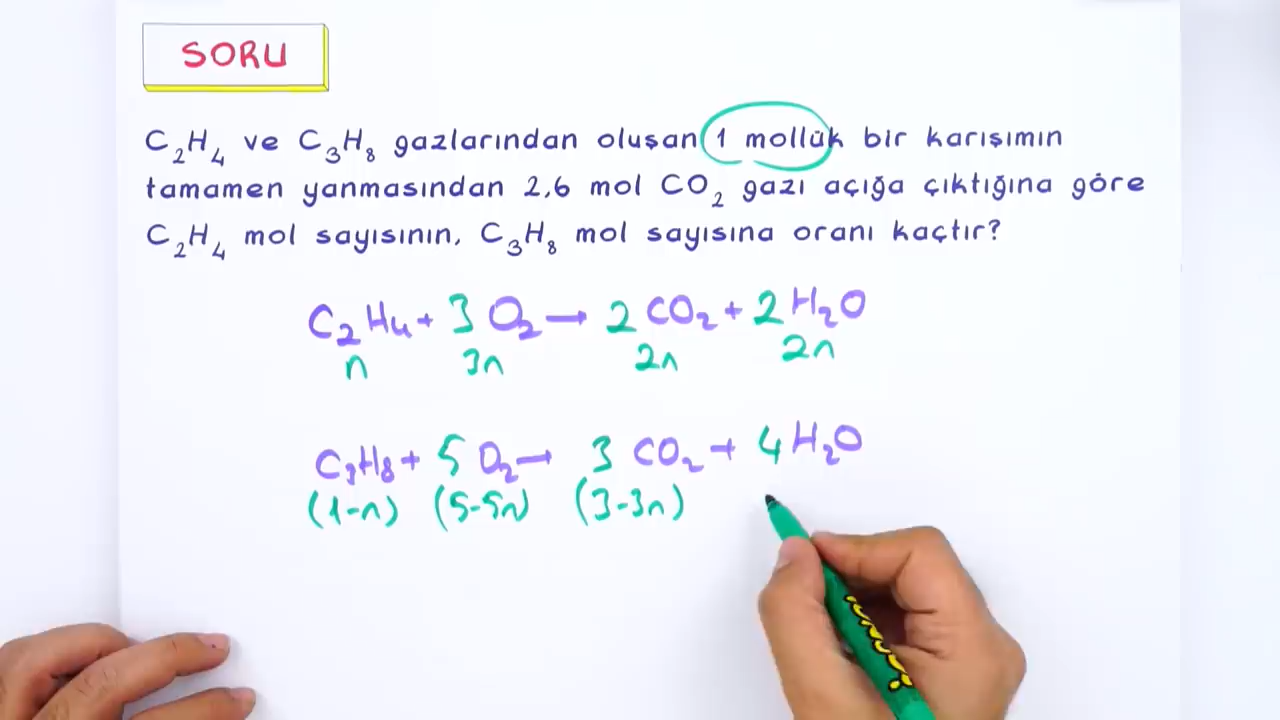 SORU
C₂H₄ ve C₃H₈ gazlarından oluşan 1 mollük bir karışımın
tamamen yanmasından 2,6 mol CO₂ gazı açığa çıktığına göre
C₂H₄ mol sayısının, C₃H₈ mol sayısına oranı kaçtır?
C₂H₄ + 3 O₂ → 2 CO₂ + 2 H₂O
n 3n 2n 2n
C₃H₈ + 5 O₂ → 3 CO₂ + 4 H₂O
(1-n) (5-5n) (3-3n)